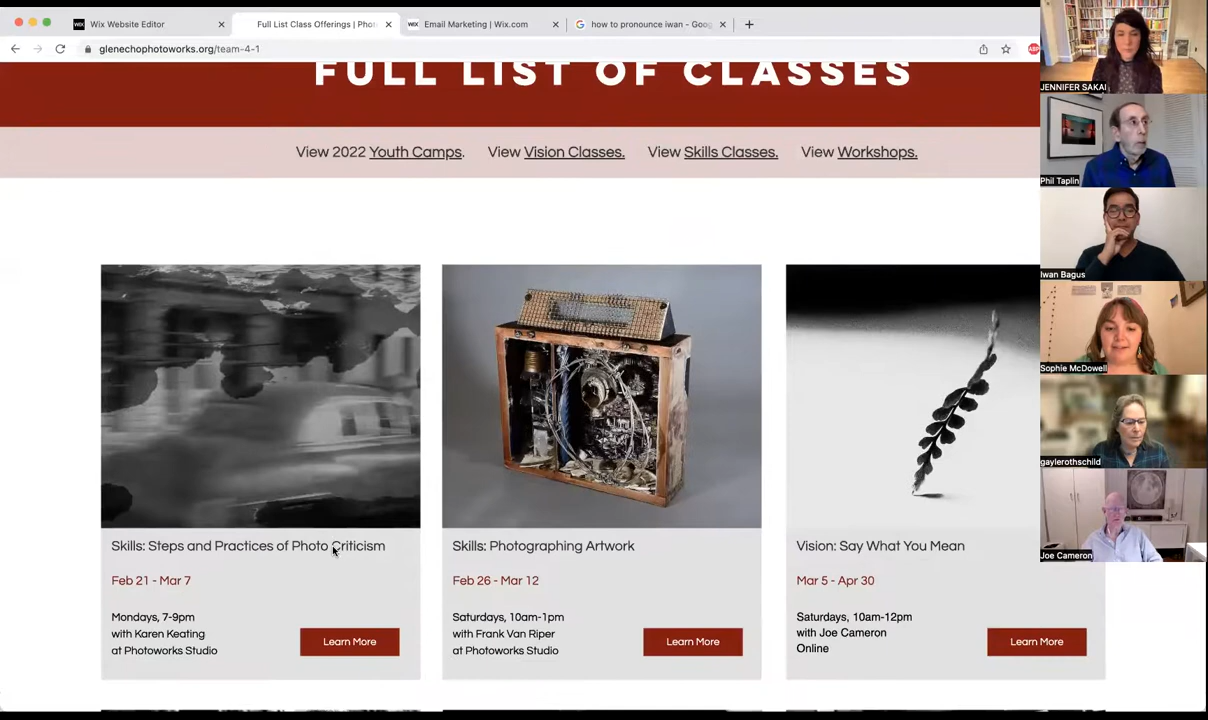 Wix Website Editor
Full List Class Offerings | Phot
Email Marketing | Wix.com
how to pronounce iwan - Goog
glenechophotoworks.org/team-4-1
FULL LIST OF CLASSES
View 2022 Youth Camps. View Vision Classes. View Skills Classes. View Workshops.
Skills: Steps and Practices of Photo Criticism
Feb 21 - Mar 7
Mondays, 7-9pm
with Karen Keating
at Photoworks Studio
Learn More
Skills: Photographing Artwork
Feb 26 - Mar 12
Saturdays, 10am-1pm
with Frank Van Riper
at Photoworks Studio
Learn More
Vision: Say What You Mean
Mar 5 - Apr 30
Saturdays, 10am-12pm
with Joe Cameron
Online
Learn More
JENNIFER SAKAI
Phil Taplin
Iwan Bagus
Sophie McDowell
gaylerothschild
Joe Cameron